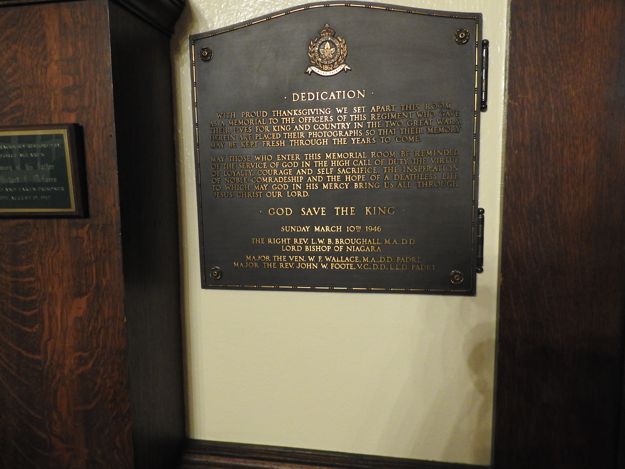 DEDICATION
WITH PROUD THANKSGIVING WE SET APART THIS ROOM
AS A MEMORIAL TO THE OFFICERS OF THIS REGIMENT WHO GAVE
THEIR LIVES FOR KING AND COUNTRY IN THE TWO GREAT WARS
HEREIN ARE PLACED THEIR PHOTOGRAPHS SO THAT THEIR MEMORY
MAY BE KEPT FRESH THROUGH THE YEARS TO COME
MAY THOSE WHO ENTER THIS MEMORIAL ROOM BE REMINDED
OF THE SERVICE OF GOD IN THE HIGH CALL OF DUTY, THE VIRTUE
OF LOYALTY, COURAGE AND SELF SACRIFICE, THE INSPIRATION
OF NOBLE COMRADESHIP AND THE HOPE OF A DEATHLESS LIFE
TO WHICH MAY GOD IN HIS MERCY BRING US ALL THROUGH
JESUS CHRIST OUR LORD.
· GOD SAVE THE KING ·
SUNDAY MARCH 10TH 1946
THE RIGHT REV. L.W.B. BROUGHALL M.A., D.D.
LORD BISHOP OF NIAGARA
MAJOR THE VEN. W.F. WALLACE, M.A., D.D. PADRE
MAJOR THE REV. JOHN W. FOOTE, V.C., D.D., LL.D. PADRE